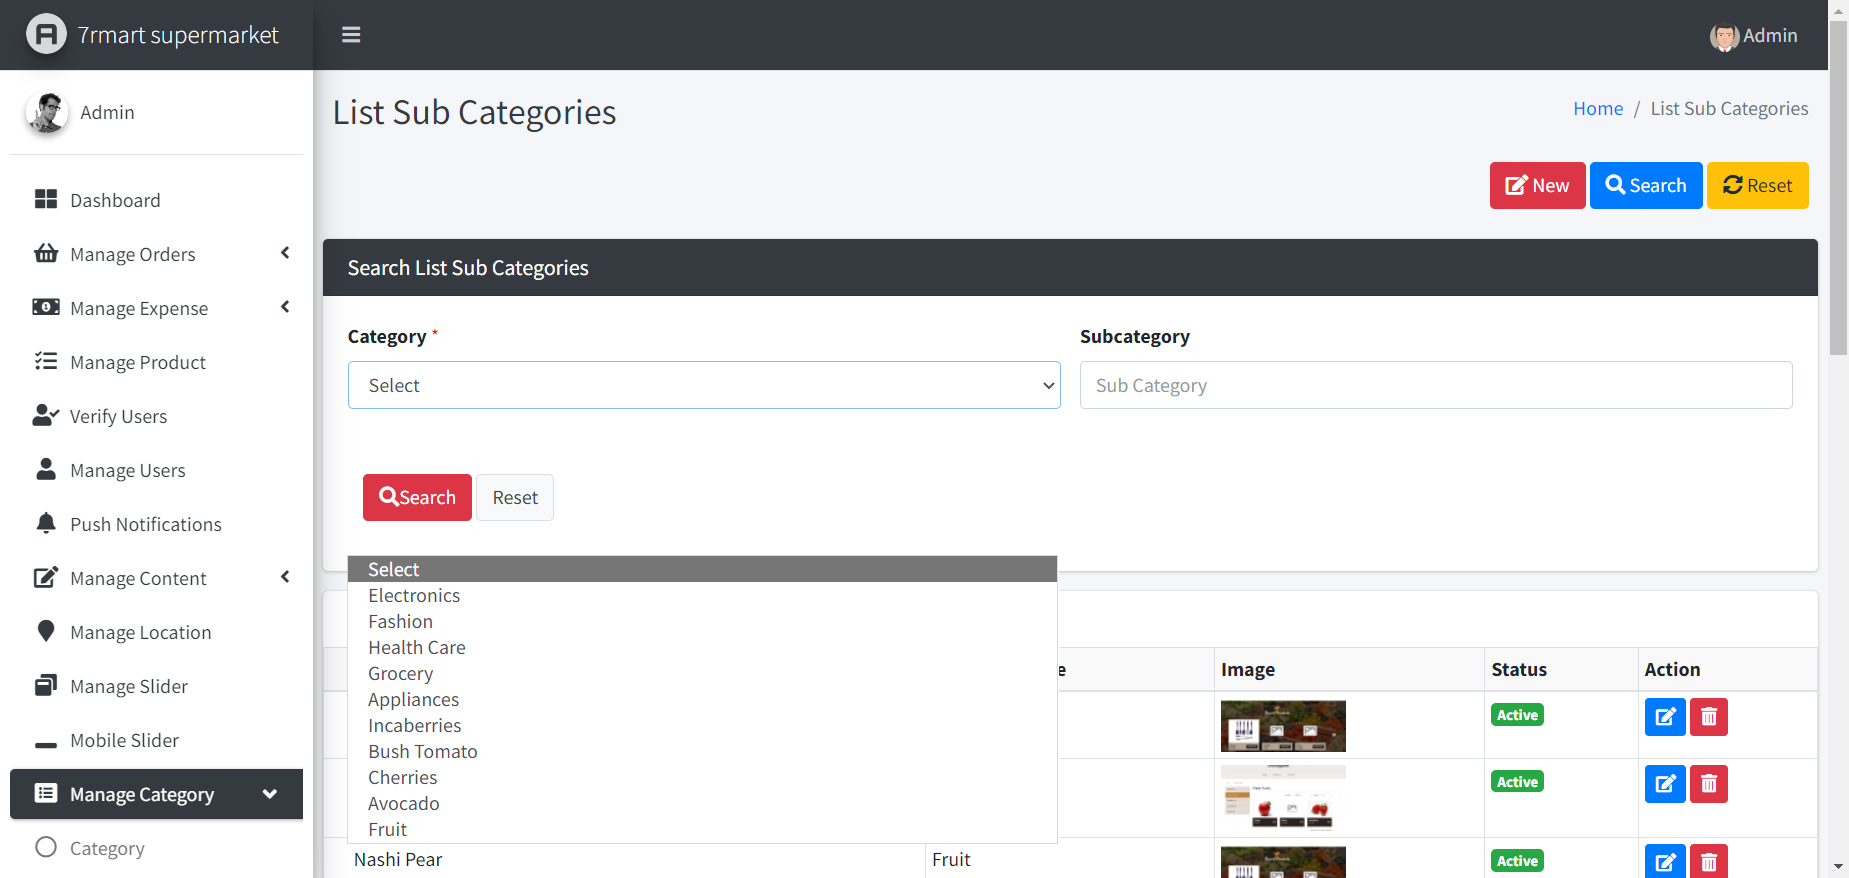 7rmart supermarket
Admin
Admin
Dashboard
Manage Orders
Manage Expense
Manage Product
Verify Users
Manage Users
Push Notifications
Manage Content
Manage Location
Manage Slider
Mobile Slider
Manage Category
Category
List Sub Categories
Home / List Sub Categories
New Search Reset
Search List Sub Categories
Category *
Subcategory
Select
Sub Category
Search Reset
Select
Electronics
Fashion
Health Care
Grocery
Appliances
Incaberries
Bush Tomato
Cherries
Avocado
Fruit
Image Status Action
Active
Active
Nashi Pear Fruit Active